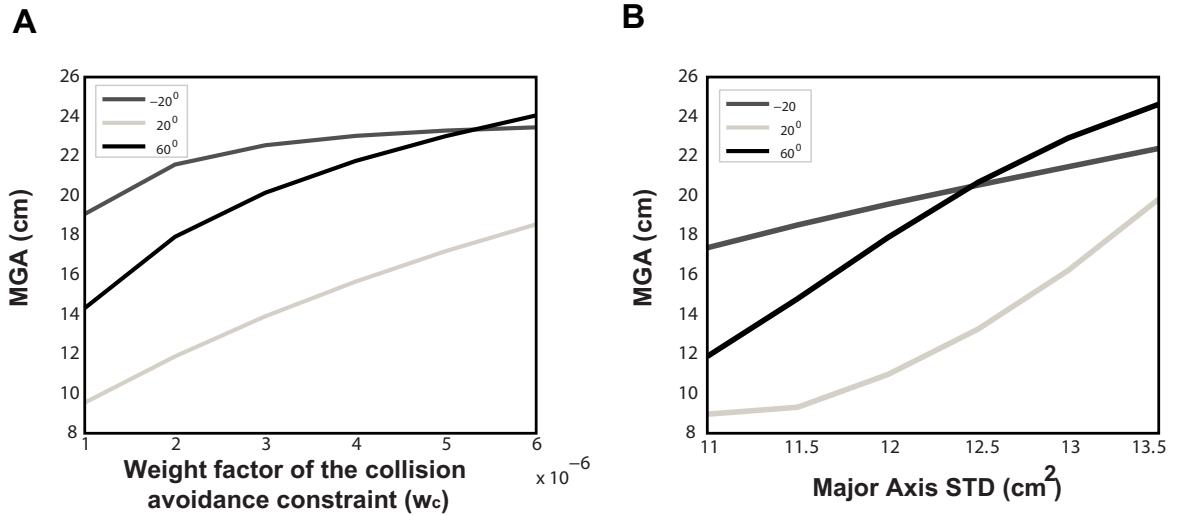 A
26
24
22
20
18
16
14
12
10
8
MGA (cm)
−20⁰
20⁰
60⁰
1 2 3 4 5 6
x 10⁻⁶
Weight factor of the collision
avoidance constraint (wc)
B
26
24
22
20
18
16
14
12
10
8
MGA (cm)
−20
20⁰
60⁰
11 11.5 12 12.5 13 13.5
Major Axis STD (cm²)